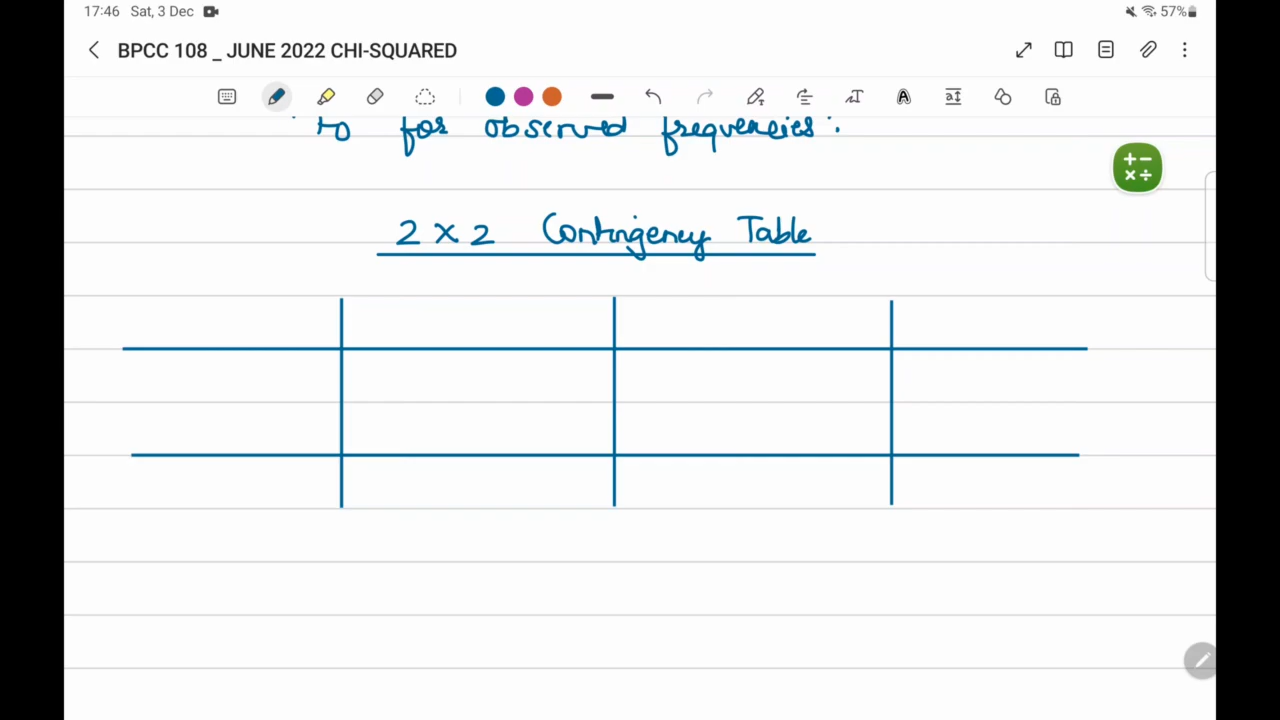 17:46 Sat, 3 Dec 57%
BPCC 108 _ JUNE 2022 CHI-SQUARED
to for observed frequencies.
2 x 2 Contingency Table